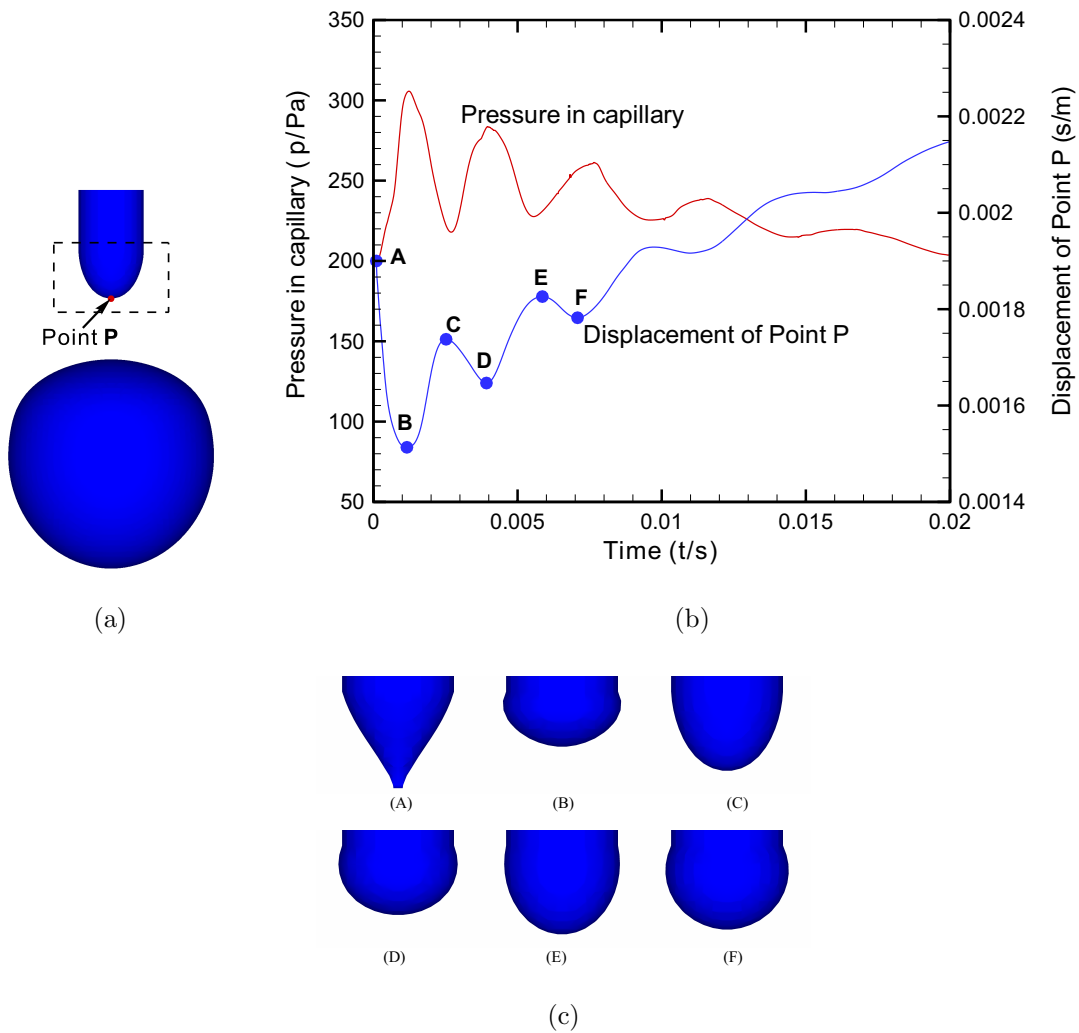 Point P
(a)
Pressure in capillary ( p/Pa)
350
300
250
200
150
100
50
Pressure in capillary
A
B
C
D
E
F
Displacement of Point P
0.0024
0.0022
0.002
0.0018
0.0016
0.0014
Displacement of Point P (s/m)
0
0.005
0.01
0.015
0.02
Time (t/s)
(b)
(A)
(B)
(C)
(D)
(E)
(F)
(c)